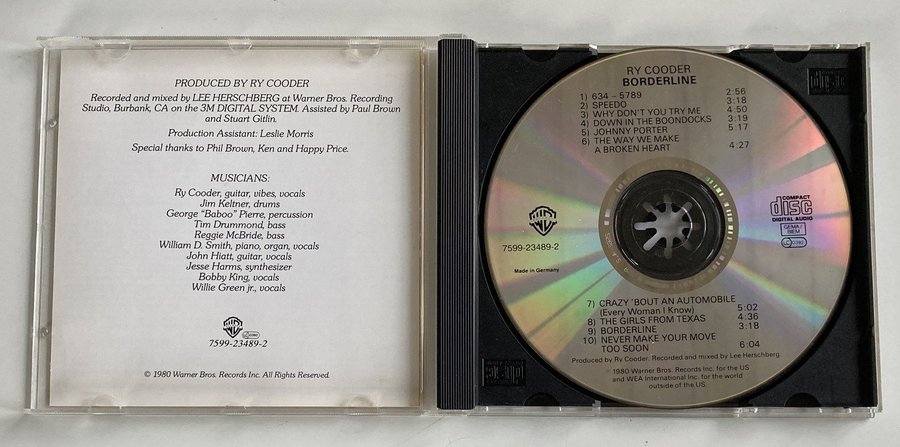 PRODUCED BY RY COODER
Recorded and mixed by LEE HERSCHBERG at Warner Bros. Recording
Studio, Burbank, CA on the 3M DIGITAL SYSTEM. Assisted by Paul Brown
and Stuart Gitlin.
Production Assistant: Leslie Morris
Special thanks to Phil Brown, Ken and Happy Price.
MUSICIANS:
Ry Cooder, guitar, vibes, vocals
Jim Keltner, drums
George "Baboo" Pierre, percussion
Tim Drummond, bass
Reggie McBride, bass
William D. Smith, piano, organ, vocals
John Hiatt, guitar, vocals
Jesse Harms, synthesizer
Bobby King, vocals
Willie Green jr., vocals
7599-23489-2
© 1980 Warner Bros. Records Inc. All Rights Reserved.
RY COODER
BORDERLINE
1) 634 - 5789 2:56
2) SPEEDO 3:18
3) WHY DON'T YOU TRY ME 4:50
4) DOWN IN THE BOONDOCKS 3:19
5) JOHNNY PORTER 5:17
6) THE WAY WE MAKE
A BROKEN HEART 4:27
COMPACT
disc
DIGITAL AUDIO
GEMA/
BIEM
7599-23489-2
Made in Germany
7) CRAZY 'BOUT AN AUTOMOBILE
(Every Woman I Know) 5:02
8) THE GIRLS FROM TEXAS 4:36
9) BORDERLINE 3:18
10) NEVER MAKE YOUR MOVE
TOO SOON 6:04
Produced by Ry Cooder. Recorded and mixed by Lee Herschberg
1980 Warner Bros. Records Inc. for the US
and WEA International Inc. for the world
outside of the US
disc
disc